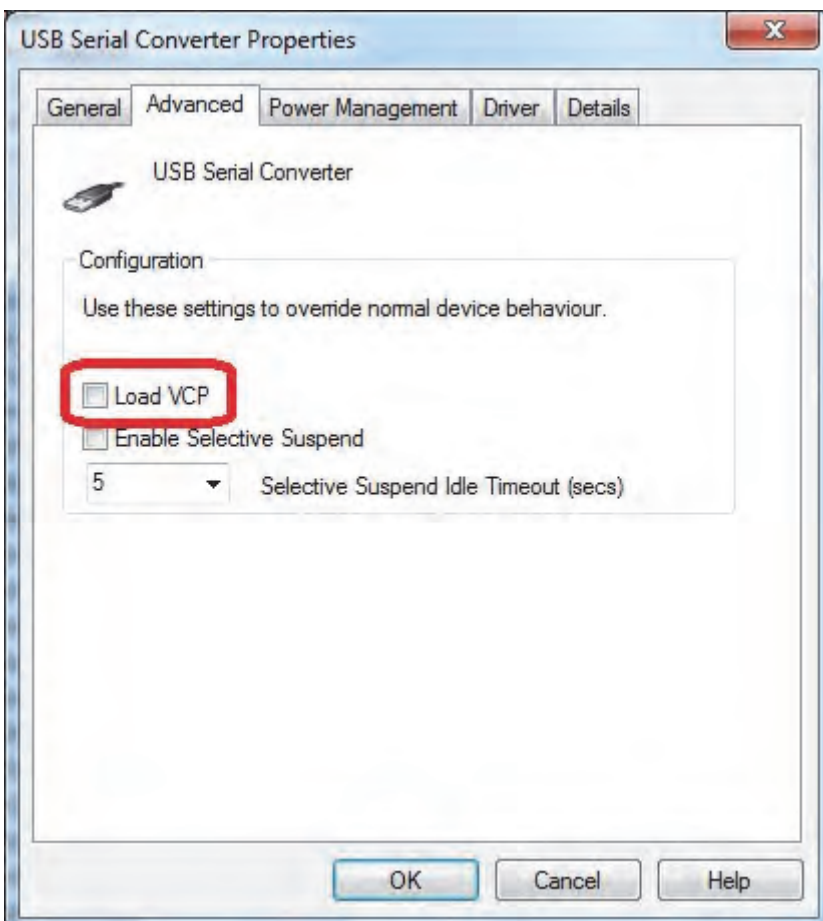 USB Serial Converter Properties
General Advanced Power Management Driver Details
USB Serial Converter
Configuration
Use these settings to override normal device behaviour.
Load VCP
Enable Selective Suspend
5 Selective Suspend Idle Timeout (secs)
OK Cancel Help